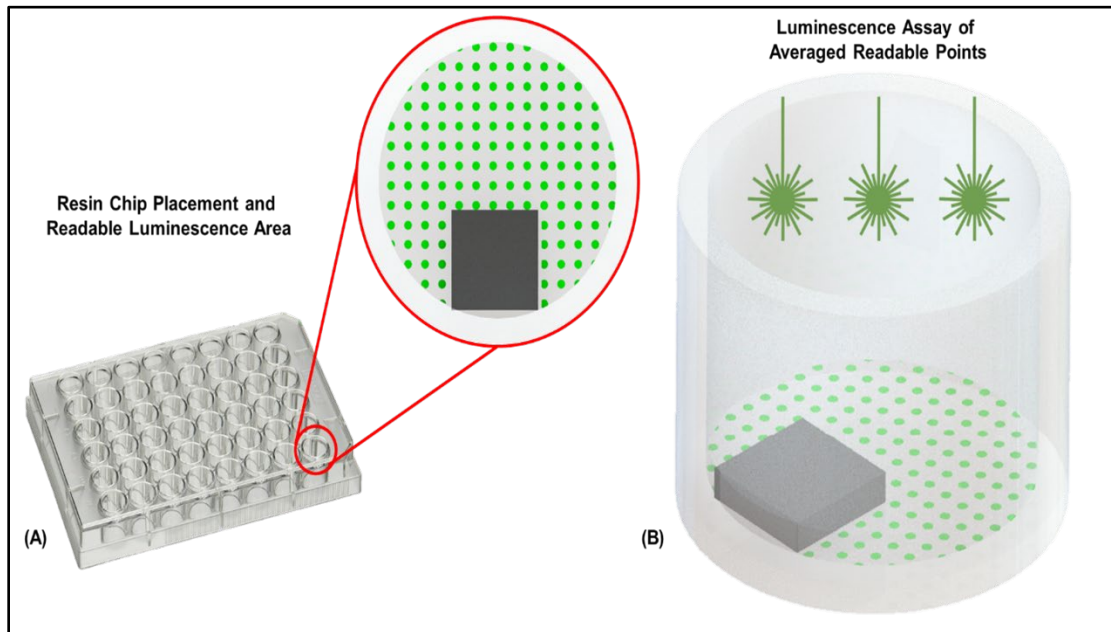 Resin Chip Placement and
Readable Luminescence Area
(A)
Luminescence Assay of
Averaged Readable Points
(B)